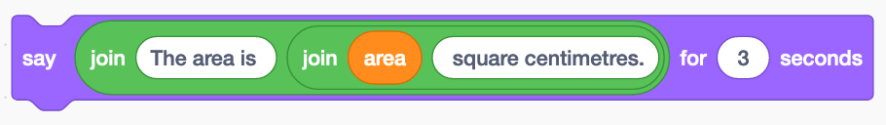 say join The area is join area square centimetres. for 3 seconds